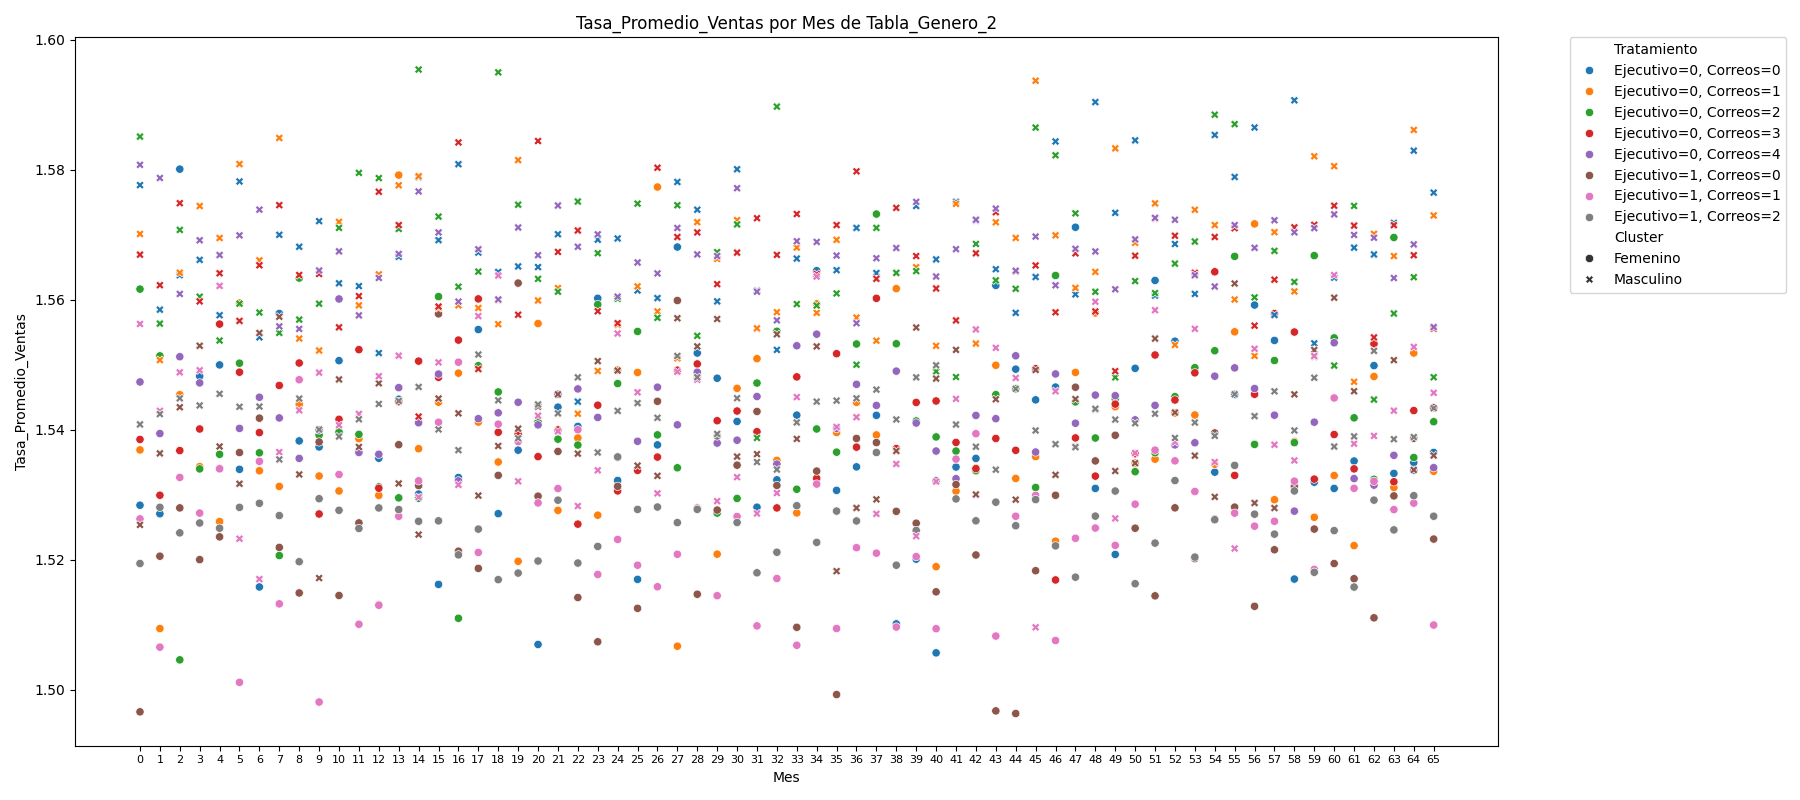 Tasa_Promedio_Ventas por Mes de Tabla_Genero_2
1.60
1.58
1.56
1.54
1.52
1.50
Tasa_Promedio_Ventas
0 1 2 3 4 5 6 7 8 9 10 11 12 13 14 15 16 17 18 19 20 21 22 23 24 25 26 27 28 29 30 31 32 33 34 35 36 37 38 39 40 41 42 43 44 45 46 47 48 49 50 51 52 53 54 55 56 57 58 59 60 61 62 63 64 65
Mes
Tratamiento
Ejecutivo=0, Correos=0
Ejecutivo=0, Correos=1
Ejecutivo=0, Correos=2
Ejecutivo=0, Correos=3
Ejecutivo=0, Correos=4
Ejecutivo=1, Correos=0
Ejecutivo=1, Correos=1
Ejecutivo=1, Correos=2
Cluster
Femenino
Masculino